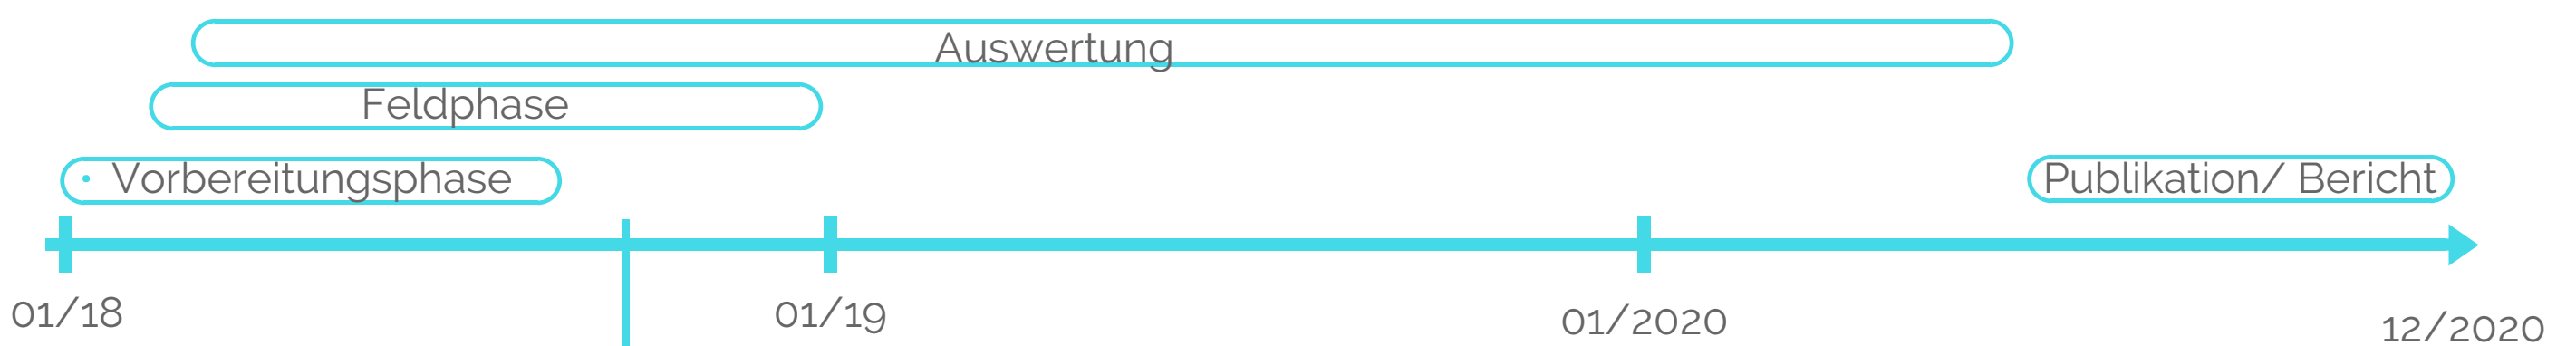 Auswertung
Feldphase
Vorbereitungsphase
Publikation/ Bericht
01/18
01/19
01/2020
12/2020